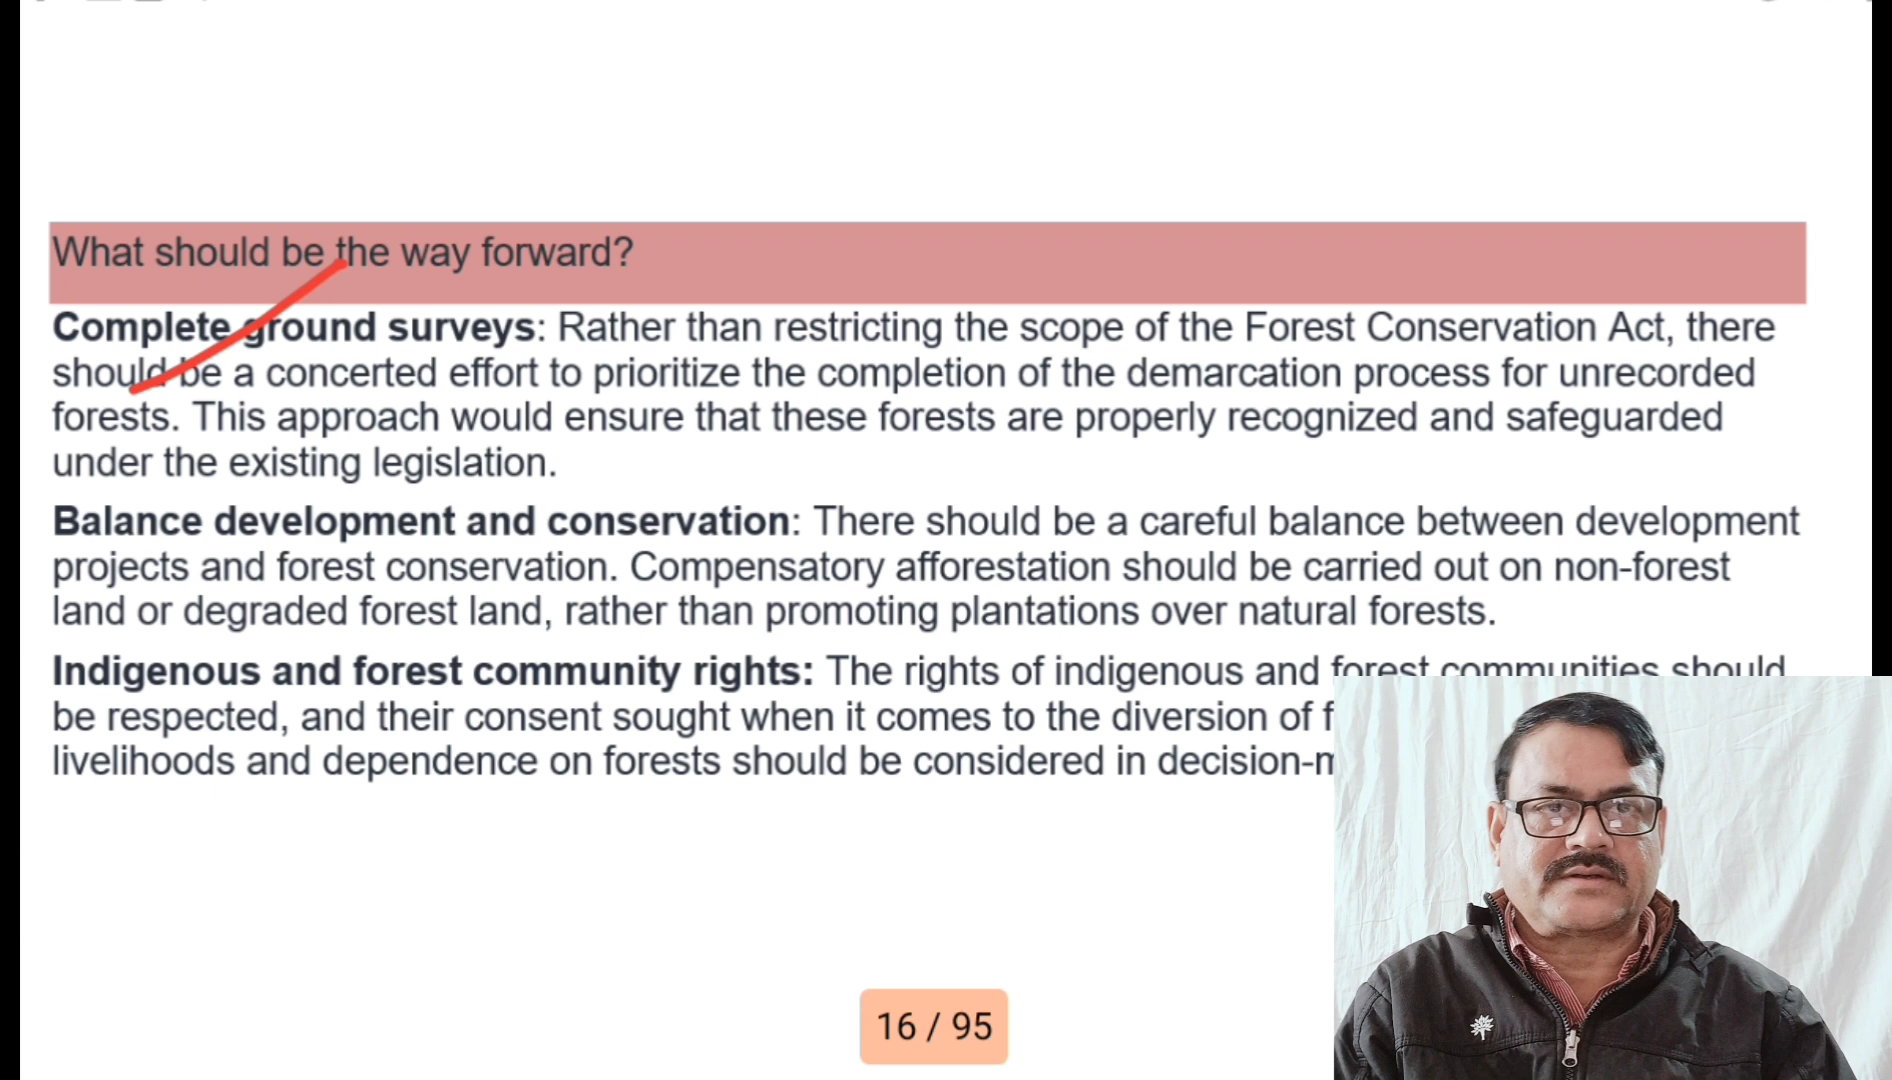 What should be the way forward?
Complete ground surveys: Rather than restricting the scope of the Forest Conservation Act, there
should be a concerted effort to prioritize the completion of the demarcation process for unrecorded
forests. This approach would ensure that these forests are properly recognized and safeguarded
under the existing legislation.
Balance development and conservation: There should be a careful balance between development
projects and forest conservation. Compensatory afforestation should be carried out on non-forest
land or degraded forest land, rather than promoting plantations over natural forests.
Indigenous and forest community rights: The rights of indigenous and forest communities should
be respected, and their consent sought when it comes to the diversion of
livelihoods and dependence on forests should be considered in
16 / 95